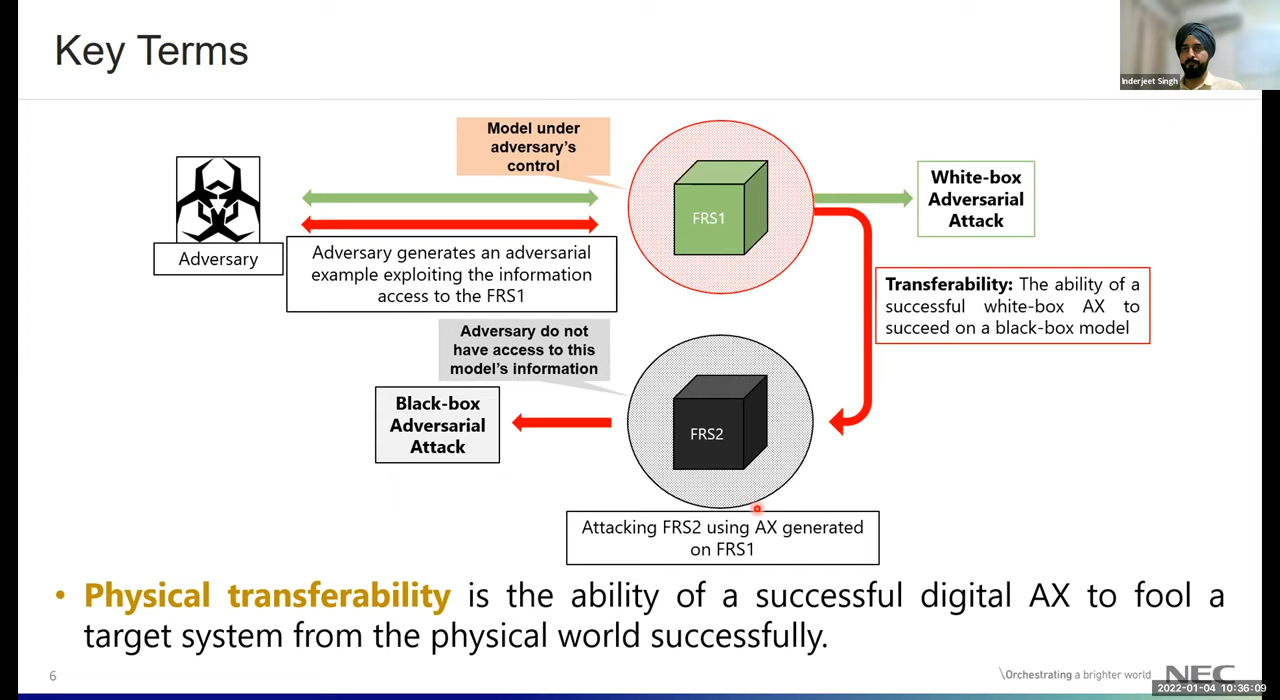 Key Terms
Inderjeet Singh
Model under
adversary's
control
FRS1
White-box
Adversarial
Attack
Adversary
Adversary generates an adversarial
example exploiting the information
access to the FRS1
Transferability: The ability of a
successful white-box AX to
succeed on a black-box model
Adversary do not
have access to this
model's information
Black-box
Adversarial
Attack
FRS2
Attacking FRS2 using AX generated
on FRS1
• Physical transferability is the ability of a successful digital AX to fool a
target system from the physical world successfully.
6
\Orchestrating a brighter world
NEC
2022-01-04 10:36:09